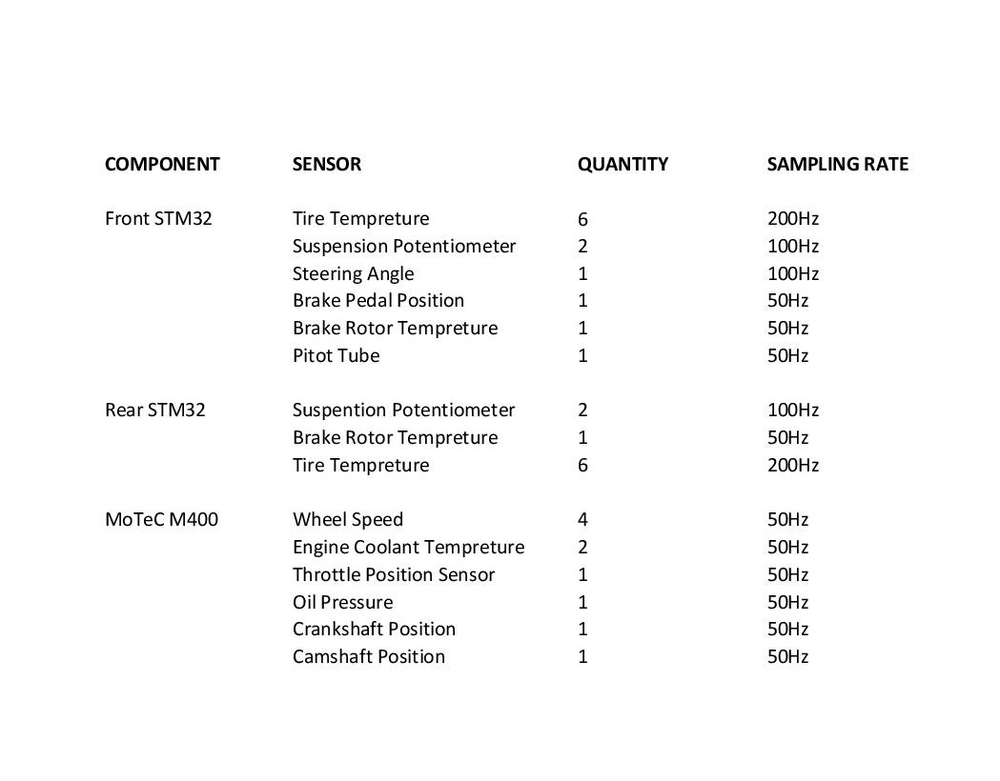 COMPONENT SENSOR QUANTITY SAMPLING RATE
Front STM32 Tire Tempreture 6 200Hz
Suspension Potentiometer 2 100Hz
Steering Angle 1 100Hz
Brake Pedal Position 1 50Hz
Brake Rotor Tempreture 1 50Hz
Pitot Tube 1 50Hz
Rear STM32 Suspention Potentiometer 2 100Hz
Brake Rotor Tempreture 1 50Hz
Tire Tempreture 6 200Hz
MoTeC M400 Wheel Speed 4 50Hz
Engine Coolant Tempreture 2 50Hz
Throttle Position Sensor 1 50Hz
Oil Pressure 1 50Hz
Crankshaft Position 1 50Hz
Camshaft Position 1 50Hz